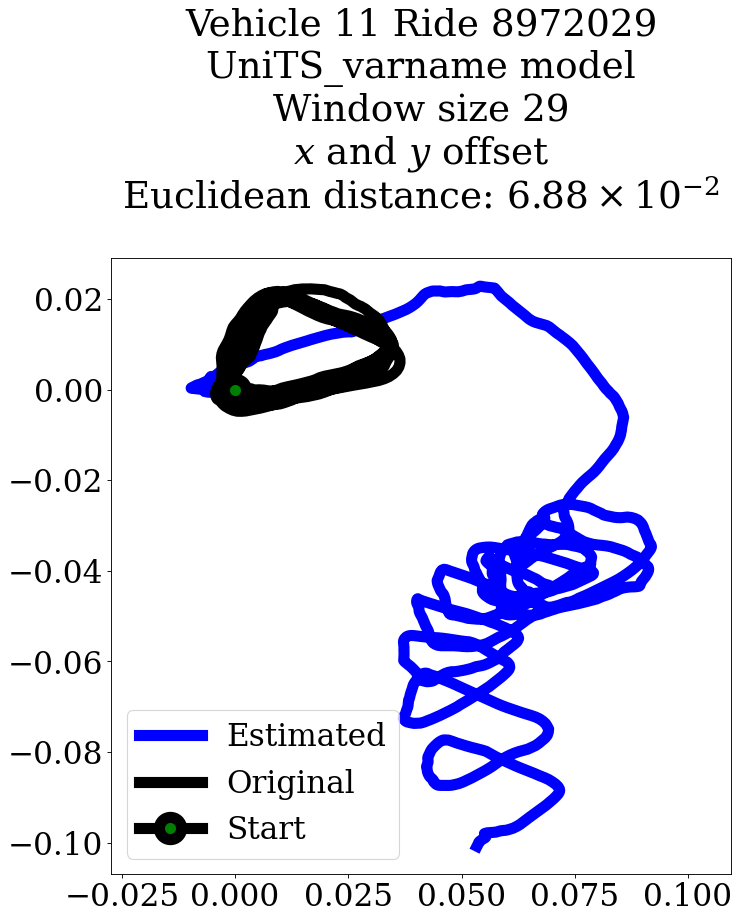 Vehicle 11 Ride 8972029
UniTS_varname model
Window size 29
x and y offset
Euclidean distance: 6.88 × 10⁻²
0.02
0.00
−0.02
−0.04
−0.06
−0.08
−0.10
Estimated
Original
Start
−0.025 0.000 0.025 0.050 0.075 0.100